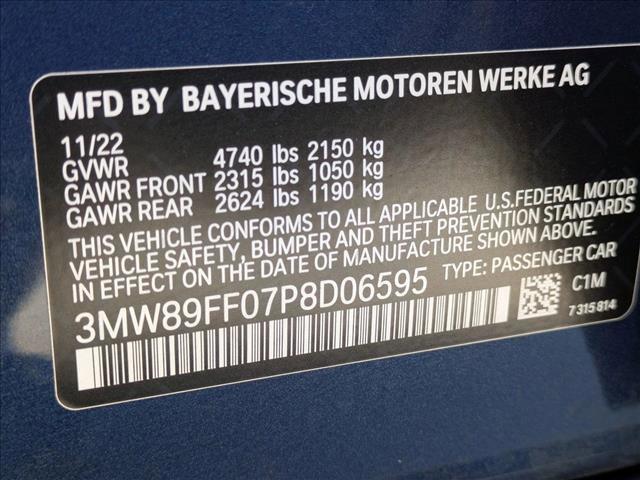 MFD BY BAYERISCHE MOTOREN WERKE AG
11/22
GVWR 4740 lbs 2150 kg
GAWR FRONT 2315 lbs 1050 kg
GAWR REAR 2624 lbs 1190 kg
THIS VEHICLE CONFORMS TO ALL APPLICABLE U.S.FEDERAL MOTOR
VEHICLE SAFETY, BUMPER AND THEFT PREVENTION STANDARDS
IN EFFECT ON THE DATE OF MANUFACTURE SHOWN ABOVE.
3MW89FF07P8D06595 TYPE: PASSENGER CAR
C1M
7315814